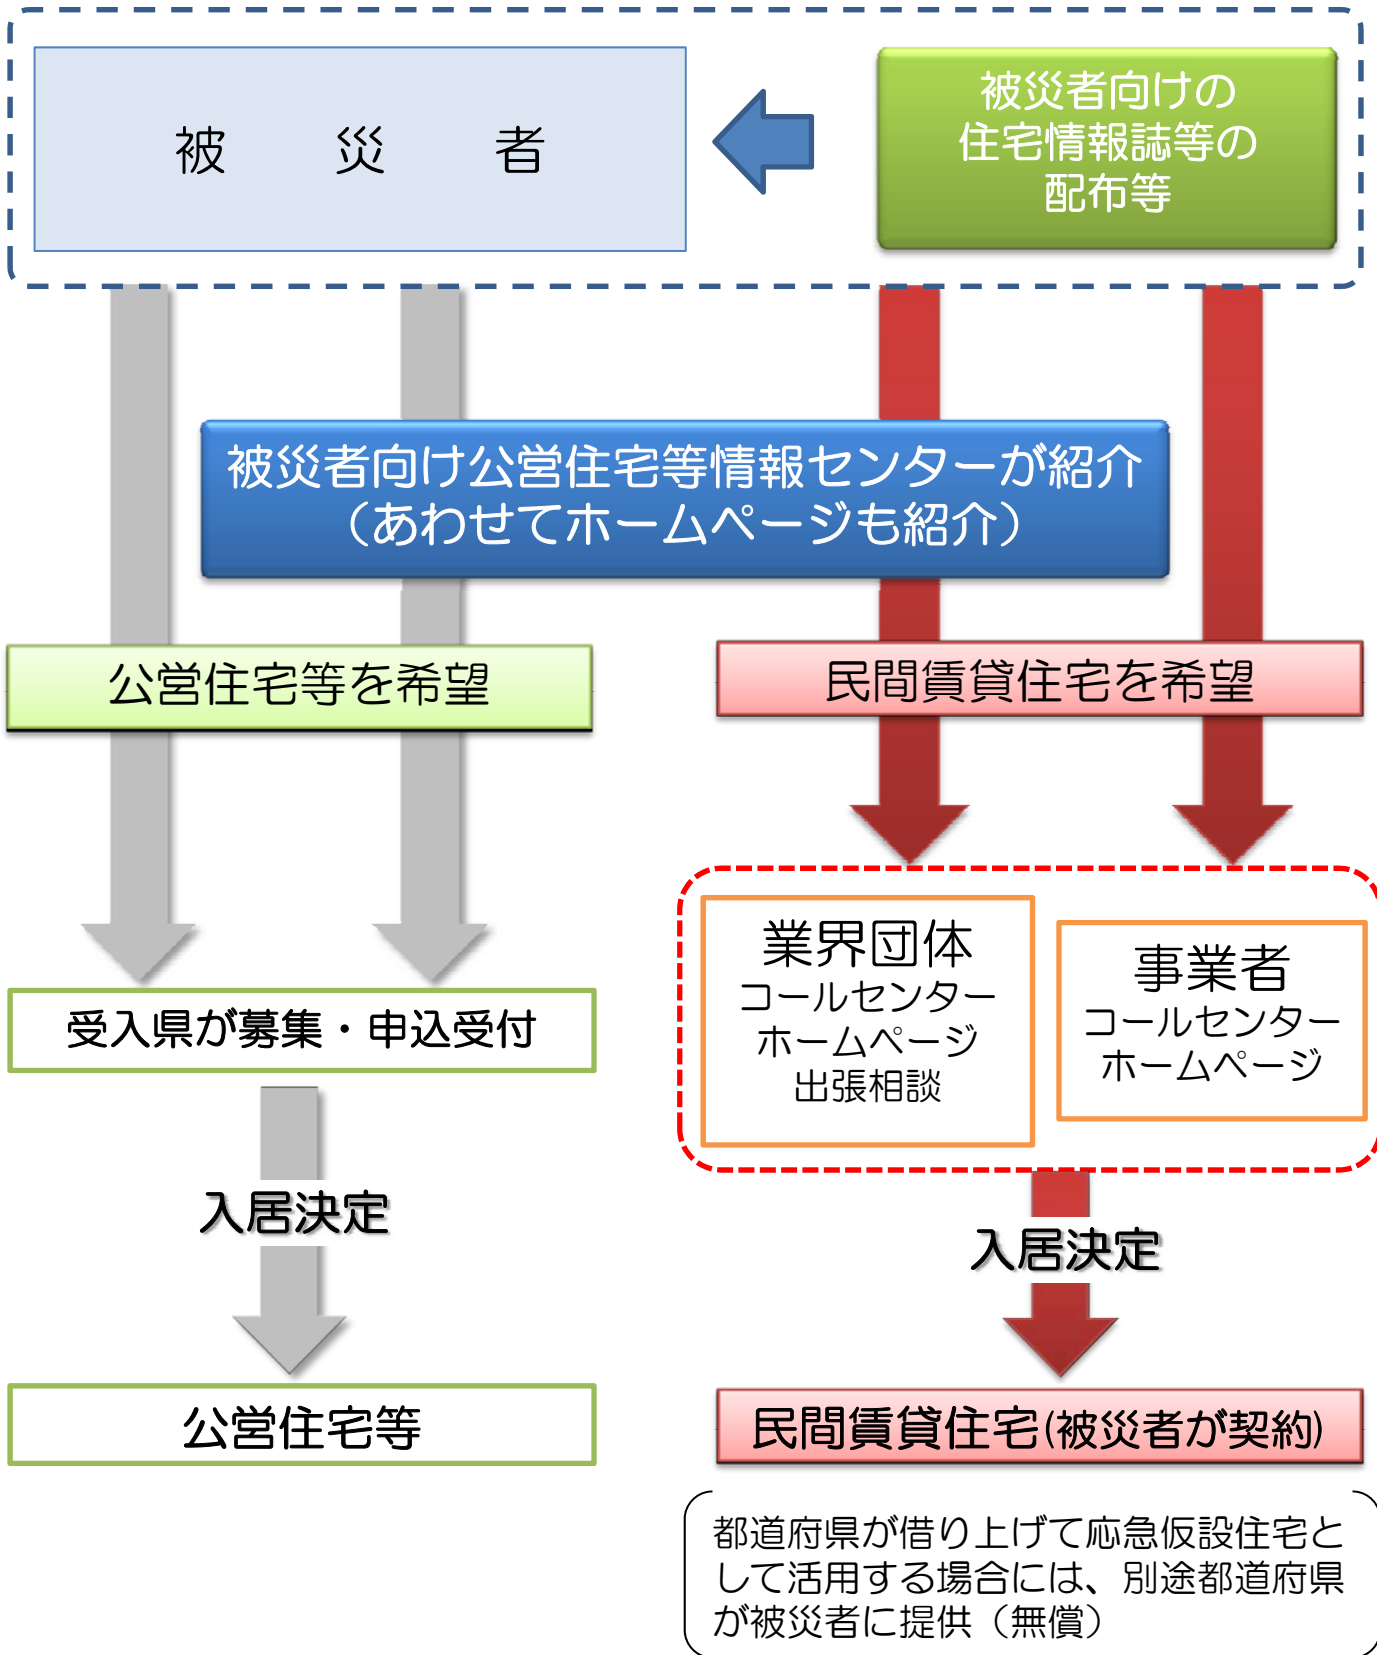 被災者
被災者向けの
住宅情報誌等の
配布等
被災者向け公営住宅等情報センターが紹介
（あわせてホームページも紹介）
公営住宅等を希望
民間賃貸住宅を希望
受入県が募集・申込受付
業界団体
コールセンター
ホームページ
出張相談
事業者
コールセンター
ホームページ
入居決定
入居決定
公営住宅等
民間賃貸住宅(被災者が契約)
都道府県が借り上げて応急仮設住宅と
して活用する場合には、別途都道府県
が被災者に提供（無償）